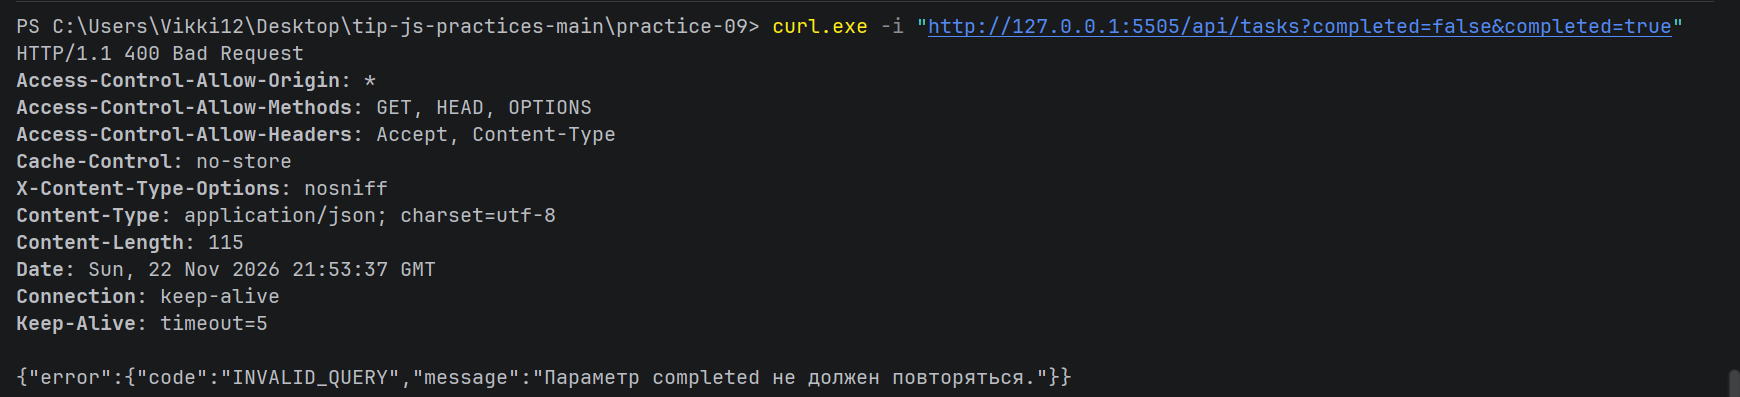 PS C:\Users\Vikki12\Desktop\tip-js-practices-main\practice-09> curl.exe -i "http://127.0.0.1:5505/api/tasks?completed=false&completed=true"
HTTP/1.1 400 Bad Request
Access-Control-Allow-Origin: *
Access-Control-Allow-Methods: GET, HEAD, OPTIONS
Access-Control-Allow-Headers: Accept, Content-Type
Cache-Control: no-store
X-Content-Type-Options: nosniff
Content-Type: application/json; charset=utf-8
Content-Length: 115
Date: Sun, 22 Nov 2026 21:53:37 GMT
Connection: keep-alive
Keep-Alive: timeout=5
{"error":{"code":"INVALID_QUERY","message":"Параметр completed не должен повторяться."}}